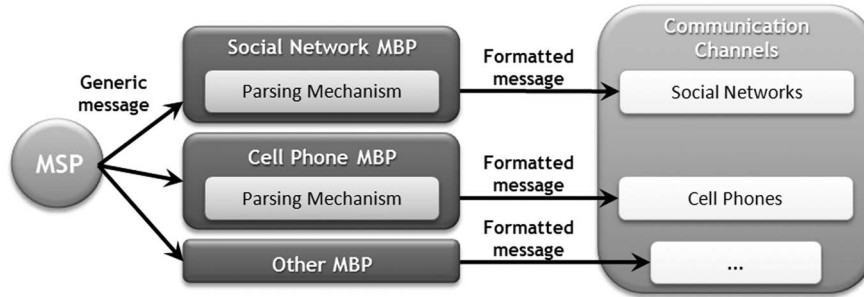 Generic
message
MSP
Social Network MBP
Parsing Mechanism
Cell Phone MBP
Parsing Mechanism
Other MBP
Formatted
message
Formatted
message
Formatted
message
Communication
Channels
Social Networks
Cell Phones
...